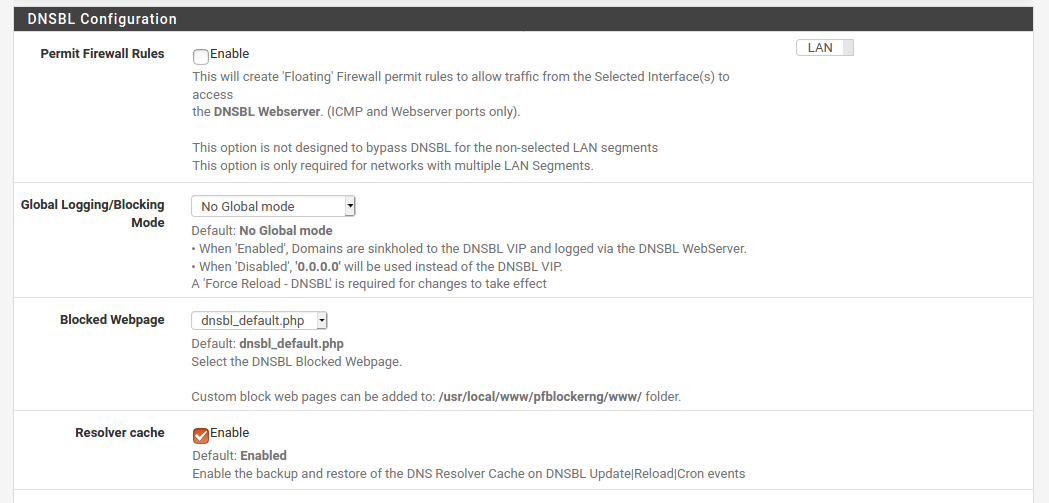 DNSBL Configuration
Permit Firewall Rules
Enable
LAN
This will create 'Floating' Firewall permit rules to allow traffic from the Selected Interface(s) to
access
the DNSBL Webserver. (ICMP and Webserver ports only).
This option is not designed to bypass DNSBL for the non-selected LAN segments
This option is only required for networks with multiple LAN Segments.
Global Logging/Blocking
Mode
No Global mode
Default: No Global mode
• When 'Enabled', Domains are sinkholed to the DNSBL VIP and logged via the DNSBL WebServer.
• When 'Disabled', '0.0.0.0' will be used instead of the DNSBL VIP.
A 'Force Reload - DNSBL' is required for changes to take effect
Blocked Webpage
dnsbl_default.php
Default: dnsbl_default.php
Select the DNSBL Blocked Webpage.
Custom block web pages can be added to: /usr/local/www/pfblockerng/www/ folder.
Resolver cache
Enable
Default: Enabled
Enable the backup and restore of the DNS Resolver Cache on DNSBL Update|Reload|Cron events